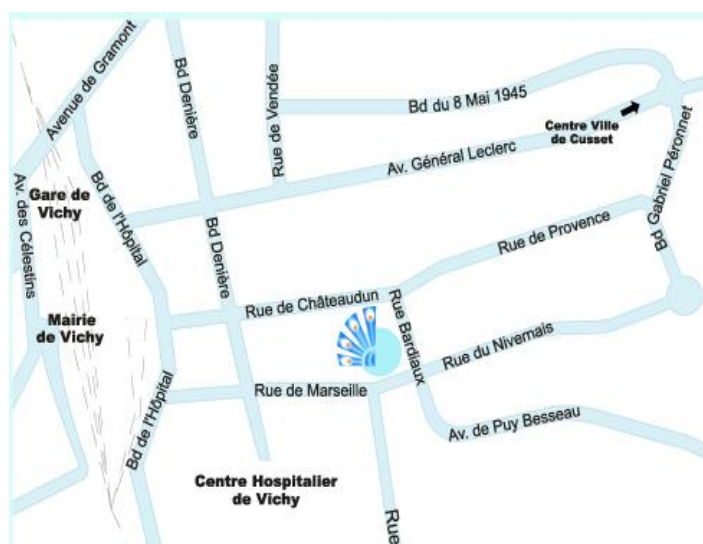 Avenue de Gramont
Bd Denière
Rue de Vendée
Bd du 8 Mai 1945
Centre Ville
de Cusset
Av. Général Leclerc
Bd Gabriel Péronnet
Gare de
Vichy
Av. des Célestins
Bd de l'Hôpital
Bd Denière
Rue de Provence
Rue de Châteaudun
Rue Bardiaux
Mairie
de Vichy
Rue du Nivernais
Rue de Marseille
Bd de l'Hôpital
Av. de Puy Besseau
Centre Hospitalier
de Vichy
Rue